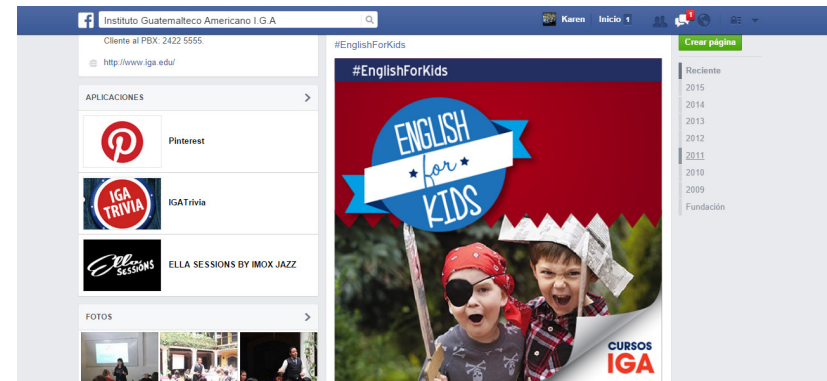 Instituto Guatemalteco Americano I.G.A
Karen
Inicio 1
1
Cliente al PBX: 2422 5555.
http://www.iga.edu/
APLICACIONES
Pinterest
IGA
TRIVIA
IGATrivia
Ella
SESSIONS
ELLA SESSIONS BY IMOX JAZZ
FOTOS
#EnglishForKids
#EnglishForKids
ENGLISH
for
KIDS
CURSOS
IGA
Crear página
Reciente
2015
2014
2013
2012
2011
2010
2009
Fundación